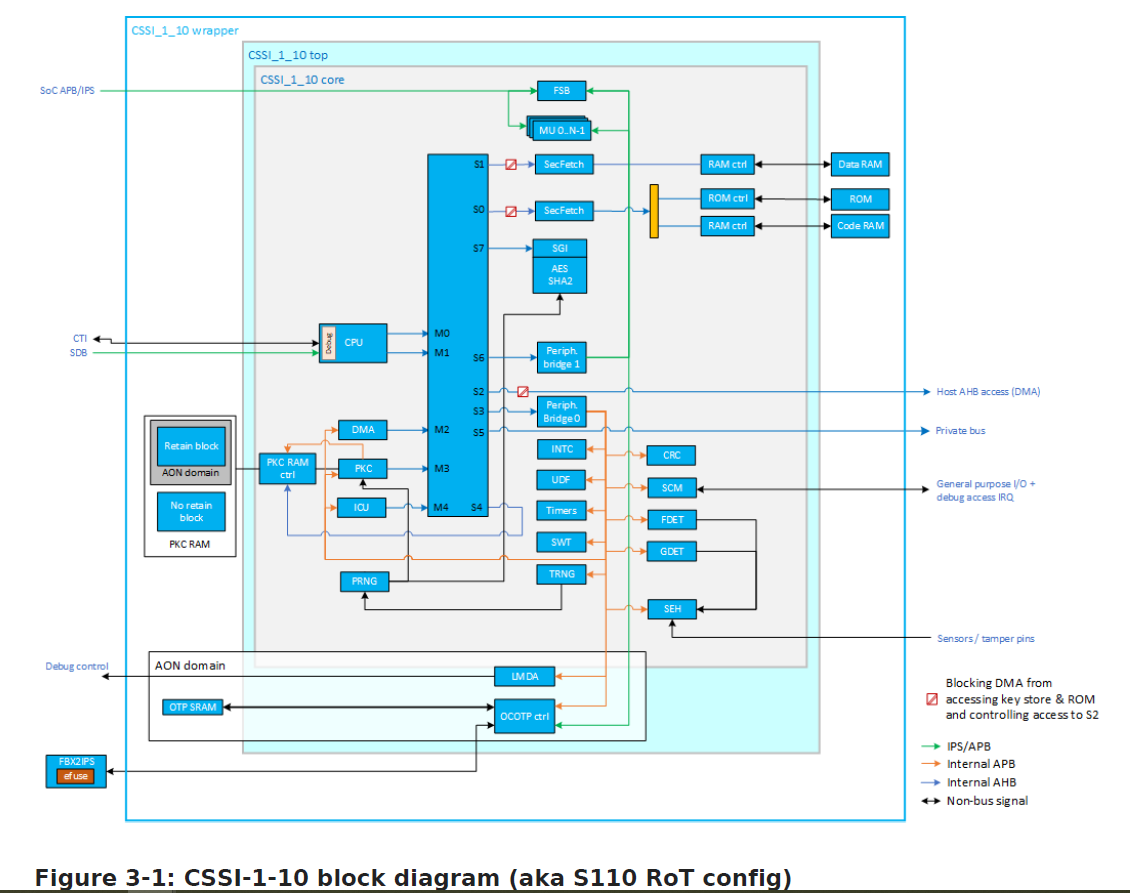 CSSI_1_10 wrapper
CSSI_1_10 top
CSSI_1_10 core
SoC APB/IPS
FSB
MU 0..N-1
S1
SecFetch
RAM ctrl
Data RAM
S0
SecFetch
ROM ctrl
ROM
RAM ctrl
Code RAM
S7
SGI
AES
SHA2
CTI
SDB
Debug
CPU
M0
M1
S6
Periph.
bridge 1
S2
Host AHB access (DMA)
S3
Periph.
Bridge 0
S5
Private bus
DMA
M2
Retain block
AON domain
No retain
block
PKC RAM
PKC RAM
ctrl
PKC
M3
ICU
M4
S4
INTC
CRC
UDF
SCM
General purpose I/O +
debug access IRQ
Timers
FDET
SWT
GDET
TRNG
PRNG
SEH
Sensors / tamper pins
Debug control
AON domain
LMDA
OTP SRAM
OCOTP ctrl
FBX2IPS
efuse
Blocking DMA from
accessing key store & ROM
and controlling access to S2
IPS/APB
Internal APB
Internal AHB
Non-bus signal
Figure 3-1: CSSI-1-10 block diagram (aka S110 RoT config)